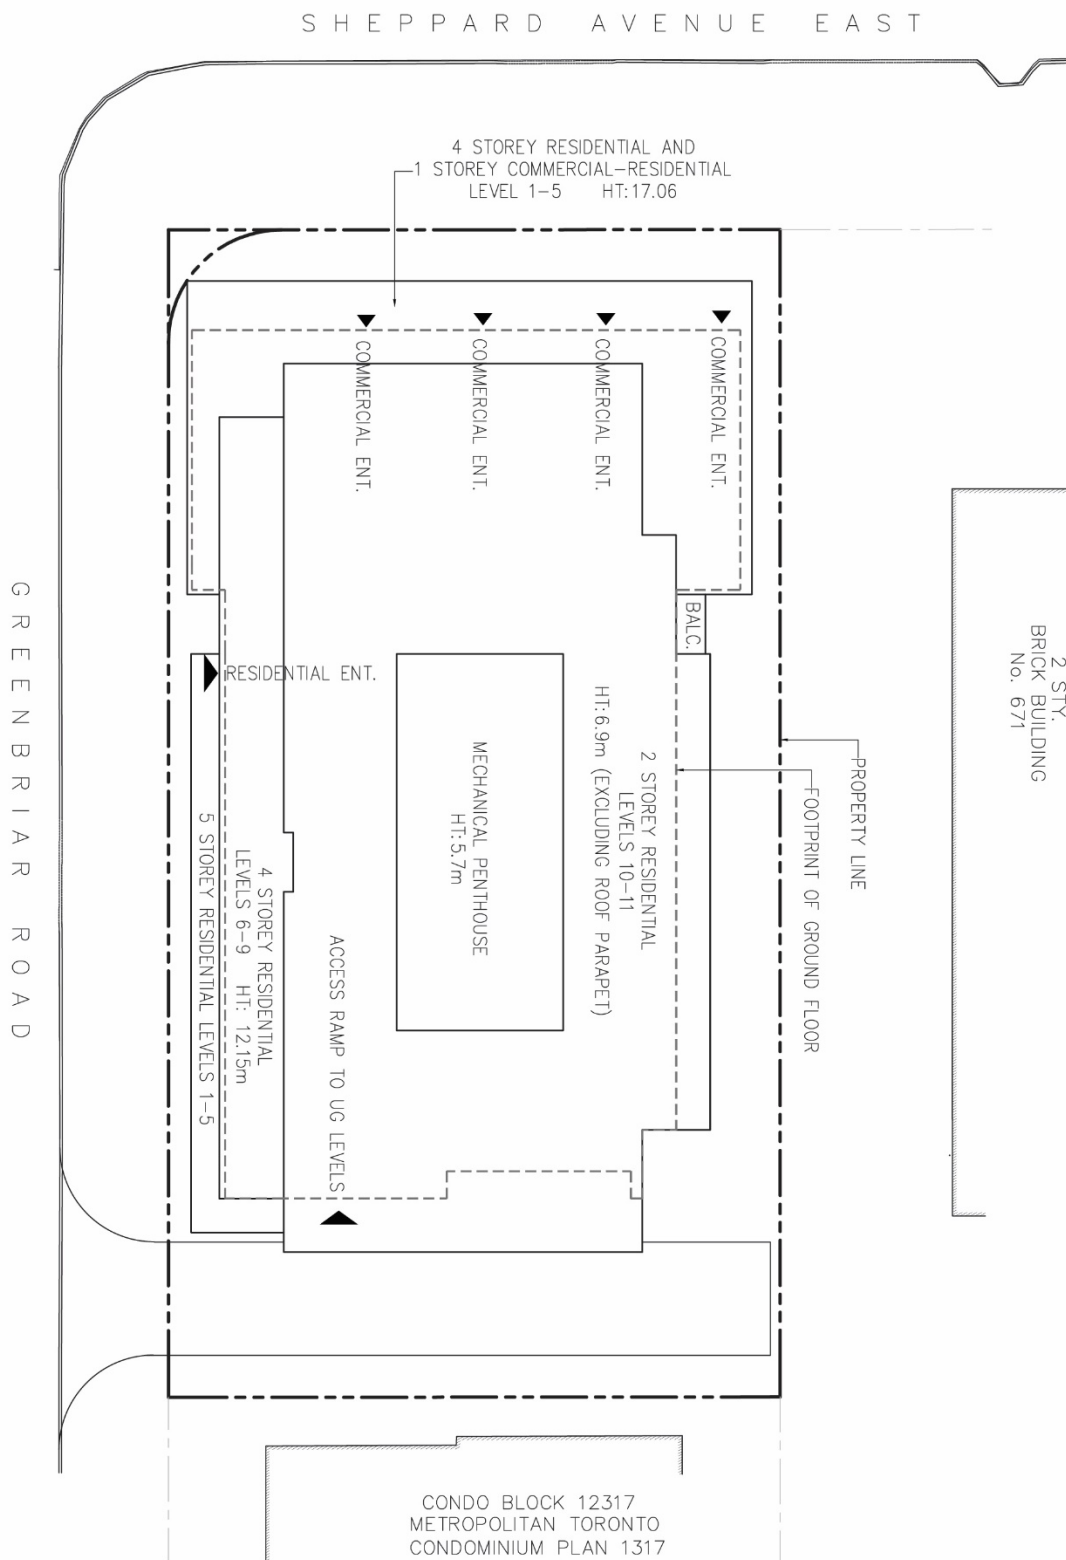 SHEPPARD AVENUE EAST
4 STOREY RESIDENTIAL AND
1 STOREY COMMERCIAL-RESIDENTIAL
LEVEL 1-5 HT:17.06
COMMERCIAL ENT.
COMMERCIAL ENT.
COMMERCIAL ENT.
COMMERCIAL ENT.
GREENBRIAR ROAD
BALC.
RESIDENTIAL ENT.
2 STY.
BRICK BUILDING
No. 671
PROPERTY LINE
FOOTPRINT OF GROUND FLOOR
2 STOREY RESIDENTIAL
LEVELS 10-11
HT:6.9m (EXCLUDING ROOF PARAPET)
MECHANICAL PENTHOUSE
HT:5.7m
4 STOREY RESIDENTIAL
LEVELS 6-9 HT: 12.15m
5 STOREY RESIDENTIAL LEVELS 1-5
ACCESS RAMP TO UG LEVELS
CONDO BLOCK 12317
METROPOLITAN TORONTO
CONDOMINIUM PLAN 1317